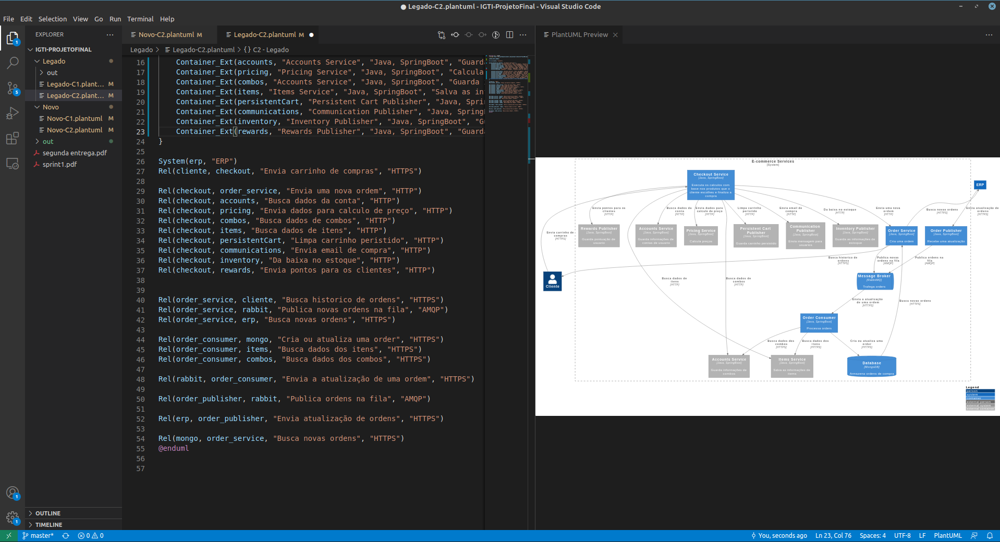 ● Legado-C2.plantuml - IGTI-ProjetoFinal - Visual Studio Code
File Edit Selection View Go Run Terminal Help
EXPLORER
IGTI-PROJETOFINAL
Legado
out
Legado-C1.plant... M
Legado-C2.plant... M
Novo
Novo-C1.plantuml M
Novo-C2.plantuml M
out
segunda entrega.pdf
sprint1.pdf
OUTLINE
TIMELINE
1
5
1
1
Novo-C2.plantuml M
Legado-C2.plantuml M ●
Legado > Legado-C2.plantuml > {} C2 - Legado
16 Container_Ext(accounts, "Accounts Service", "Java, SpringBoot", "Guard
17 Container_Ext(pricing, "Pricing Service", "Java, SpringBoot", "Calcula
18 Container_Ext(combos, "Accounts Service", "Java, SpringBoot", "Guarda
19 Container_Ext(items, "Items Service", "Java, SpringBoot", "Salva as in
20 Container_Ext(persistentCart, "Persistent Cart Publisher", "Java, Spri
21 Container_Ext(communications, "Communication Publisher", "Java, Spring
22 Container_Ext(inventory, "Inventory Publisher", "Java, SpringBoot", "G
23 Container_Ext(rewards, "Rewards Publisher", "Java, SpringBoot", "Guard
24 }
25
26 System(erp, "ERP")
27 Rel(cliente, checkout, "Envia carrinho de compras", "HTTPS")
28
29 Rel(checkout, order_service, "Envia uma nova ordem", "HTTP")
30 Rel(checkout, accounts, "Busca dados da conta", "HTTP")
31 Rel(checkout, pricing, "Envia dados para calculo de preço", "HTTP")
32 Rel(checkout, combos, "Busca dados de combos", "HTTP")
33 Rel(checkout, items, "Busca dados de itens", "HTTP")
34 Rel(checkout, persistentCart, "Limpa carrinho peristido", "HTTP")
35 Rel(checkout, communications, "Envia email de compra", "HTTP")
36 Rel(checkout, inventory, "Da baixa no estoque", "HTTP")
37 Rel(checkout, rewards, "Envia pontos para os clientes", "HTTP")
38
39
40 Rel(order_service, cliente, "Busca historico de ordens", "HTTPS")
41 Rel(order_service, rabbit, "Publica novas ordens na fila", "AMQP")
42 Rel(order_service, erp, "Busca novas ordens", "HTTPS")
43
44 Rel(order_consumer, mongo, "Cria ou atualiza uma order", "HTTPS")
45 Rel(order_consumer, items, "Busca dados dos itens", "HTTPS")
46 Rel(order_consumer, combos, "Busca dados dos combos", "HTTPS")
47
48 Rel(rabbit, order_consumer, "Envia a atualização de uma ordem", "HTTPS")
49
50 Rel(order_publisher, rabbit, "Publica ordens na fila", "AMQP")
51
52 Rel(erp, order_publisher, "Envia atualização de ordens", "HTTPS")
53
54 Rel(mongo, order_service, "Busca novas ordens", "HTTPS")
55 @enduml
56
57
PlantUML Preview
E-commerce Services
[System]
Checkout Service
[Java, SpringBoot]
Executa os calculos com
base nos produtos que o
cliente escolheu e finaliza a
compra
ERP
Envia pontos para os
clientes
[HTTP]
Busca dados da
conta
[HTTP]
Envia dados para
calculo de preço
[HTTP]
Limpa carrinho
peristido
[HTTP]
Envia email de
compra
[HTTP]
Da baixa no estoque
[HTTP]
Envia uma nova
ordem
[HTTP]
Busca novas ordens
[HTTPS]
Envia atualização de
ordens
[HTTPS]
Envia carrinho de
compras
[HTTPS]
Rewards Publisher
[Java, SpringBoot]
Guarda pontuação de
usuario
Accounts Service
[Java, SpringBoot]
Guarda informações de
contas de usuario
Pricing Service
[Java, SpringBoot]
Calcula preços
Persistent Cart
Publisher
[Java, SpringBoot]
Guarda carrinho persistido
Communication
Publisher
[Java, SpringBoot]
Envia mensagem para
usuarios
Inventory Publisher
[Java, SpringBoot]
Guarda as informações de
estoque
Order Service
[Java, SpringBoot]
Cria uma ordem
Order Publisher
[Java, SpringBoot]
Recebe uma atualização
Busca historico de
ordens
[HTTPS]
Publica novas
ordens na fila
[AMQP]
Publica ordens na
fila
[AMQP]
Cliente
Busca dados de
itens
[HTTP]
Busca dados de
combos
[HTTP]
Message Broker
[RabbitMQ]
Trafega orders
Envia a atualização
de uma ordem
[HTTPS]
Busca novas ordens
[HTTPS]
Order Consumer
[Java, SpringBoot]
Processa orders
Busca dados dos
combos
[HTTPS]
Busca dados dos
itens
[HTTPS]
Cria ou atualiza uma
order
[HTTPS]
Accounts Service
[Java, SpringBoot]
Guarda informações de
combos
Items Service
[Java, SpringBoot]
Salva as informações de
items
Database
[MongoDB]
Armazena ordens de compra
Legend
person
system
container
external person
external system
external container
master* 0 0
You, seconds ago Ln 23, Col 76 Spaces: 4 UTF-8 LF PlantUML